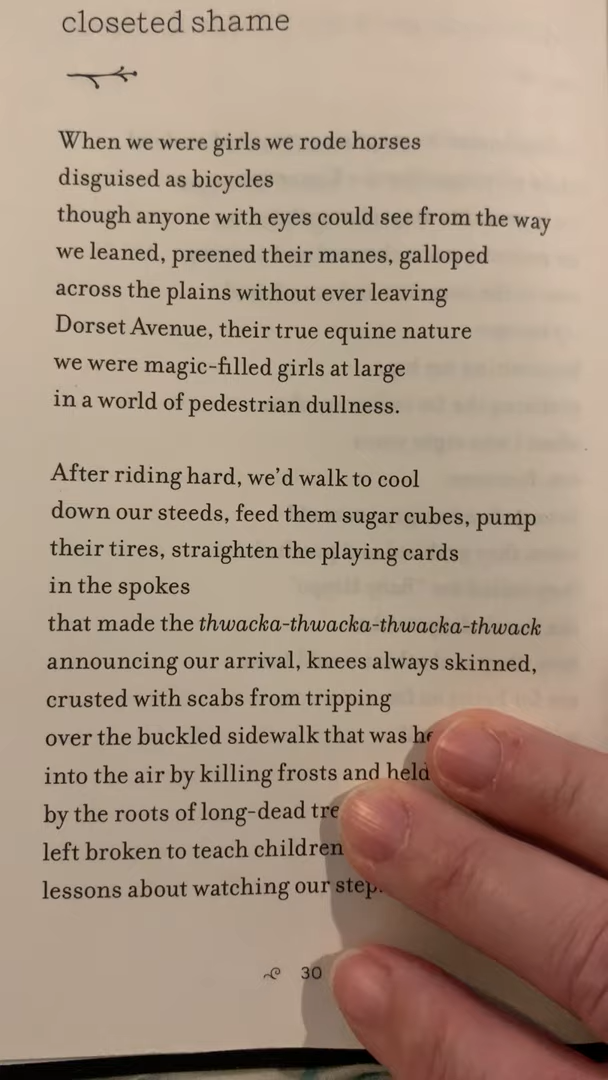 closeted shame
When we were girls we rode horses
disguised as bicycles
though anyone with eyes could see from the way
we leaned, preened their manes, galloped
across the plains without ever leaving
Dorset Avenue, their true equine nature
we were magic-filled girls at large
in a world of pedestrian dullness.
After riding hard, we’d walk to cool
down our steeds, feed them sugar cubes, pump
their tires, straighten the playing cards
in the spokes
that made the thwacka-thwacka-thwacka-thwack
announcing our arrival, knees always skinned,
crusted with scabs from tripping
over the buckled sidewalk that was
into the air by killing frosts and held
by the roots of long-dead
left broken to teach children
lessons about watching our step.
30